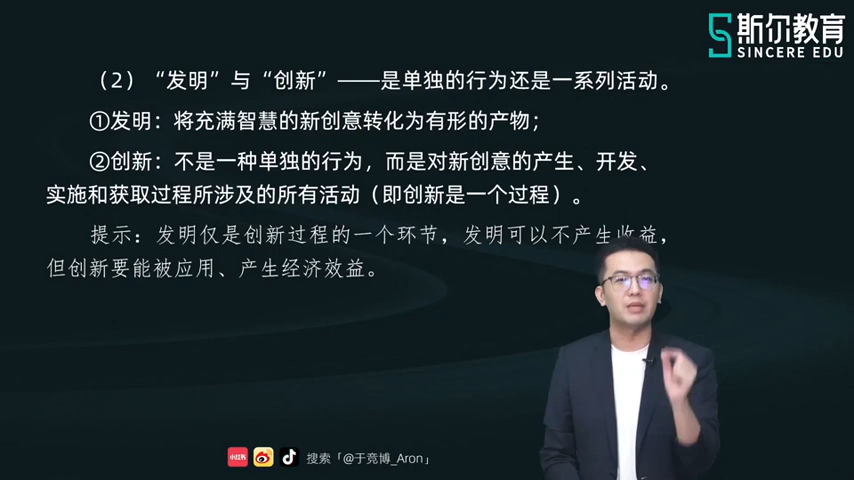 斯尔教育
SINCERE EDU
（2）“发明”与“创新”——是单独的行为还是一系列活动。
①发明：将充满智慧的新创意转化为有形的产物；
②创新：不是一种单独的行为，而是对新创意的产生、开发、
实施和获取过程所涉及的所有活动（即创新是一个过程）。
提示：发明仅是创新过程的一个环节，发明可以不产生收益，
但创新要能被应用、产生经济效益。
小红书
搜索「@于竞博_Aron」